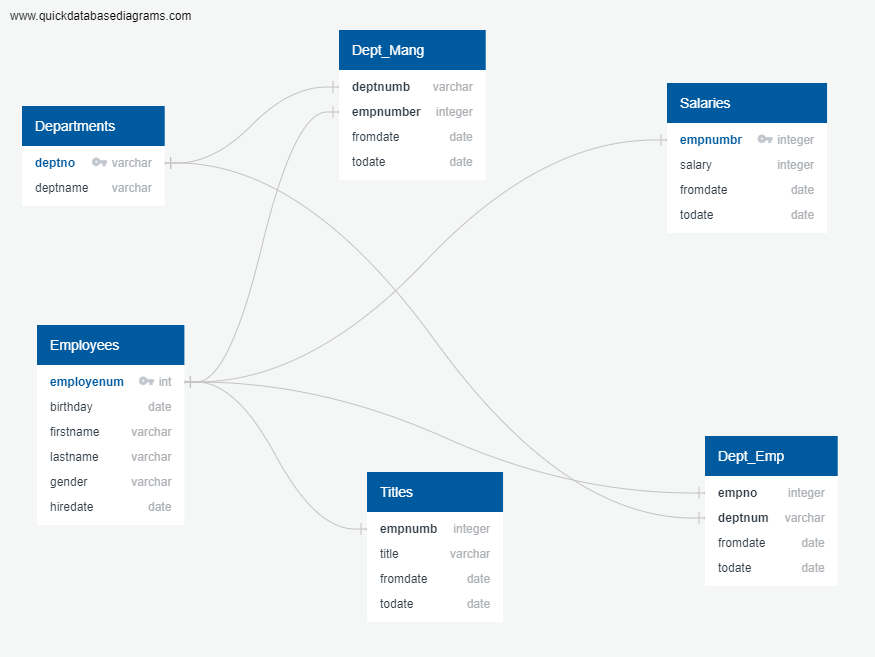 www.quickdatabasediagrams.com
Dept_Mang
deptnumb varchar
empnumber integer
fromdate date
todate date
Salaries
empnumbr integer
salary integer
fromdate date
todate date
Departments
deptno varchar
deptname varchar
Employees
employenum int
birthday date
firstname varchar
lastname varchar
gender varchar
hiredate date
Titles
empnumb integer
title varchar
fromdate date
todate date
Dept_Emp
empno integer
deptnum varchar
fromdate date
todate date